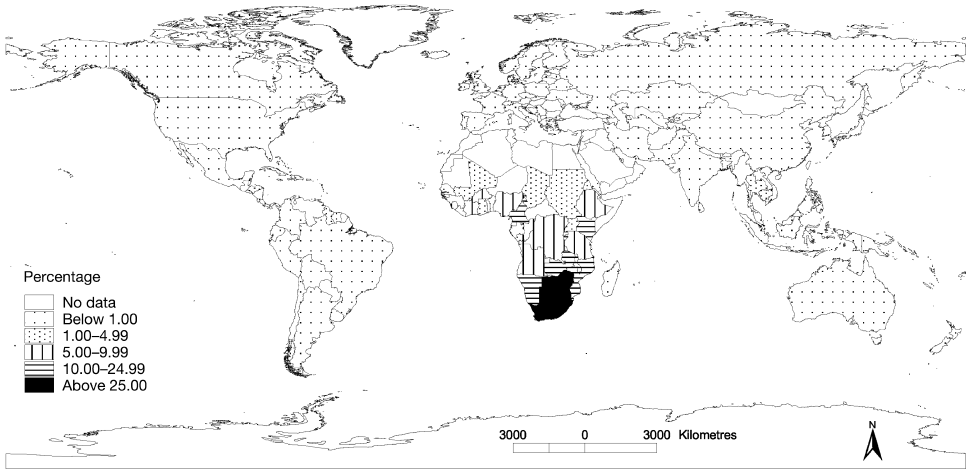 Percentage
No data
Below 1.00
1.00–4.99
5.00–9.99
10.00–24.99
Above 25.00
3000 0 3000 Kilometres
N